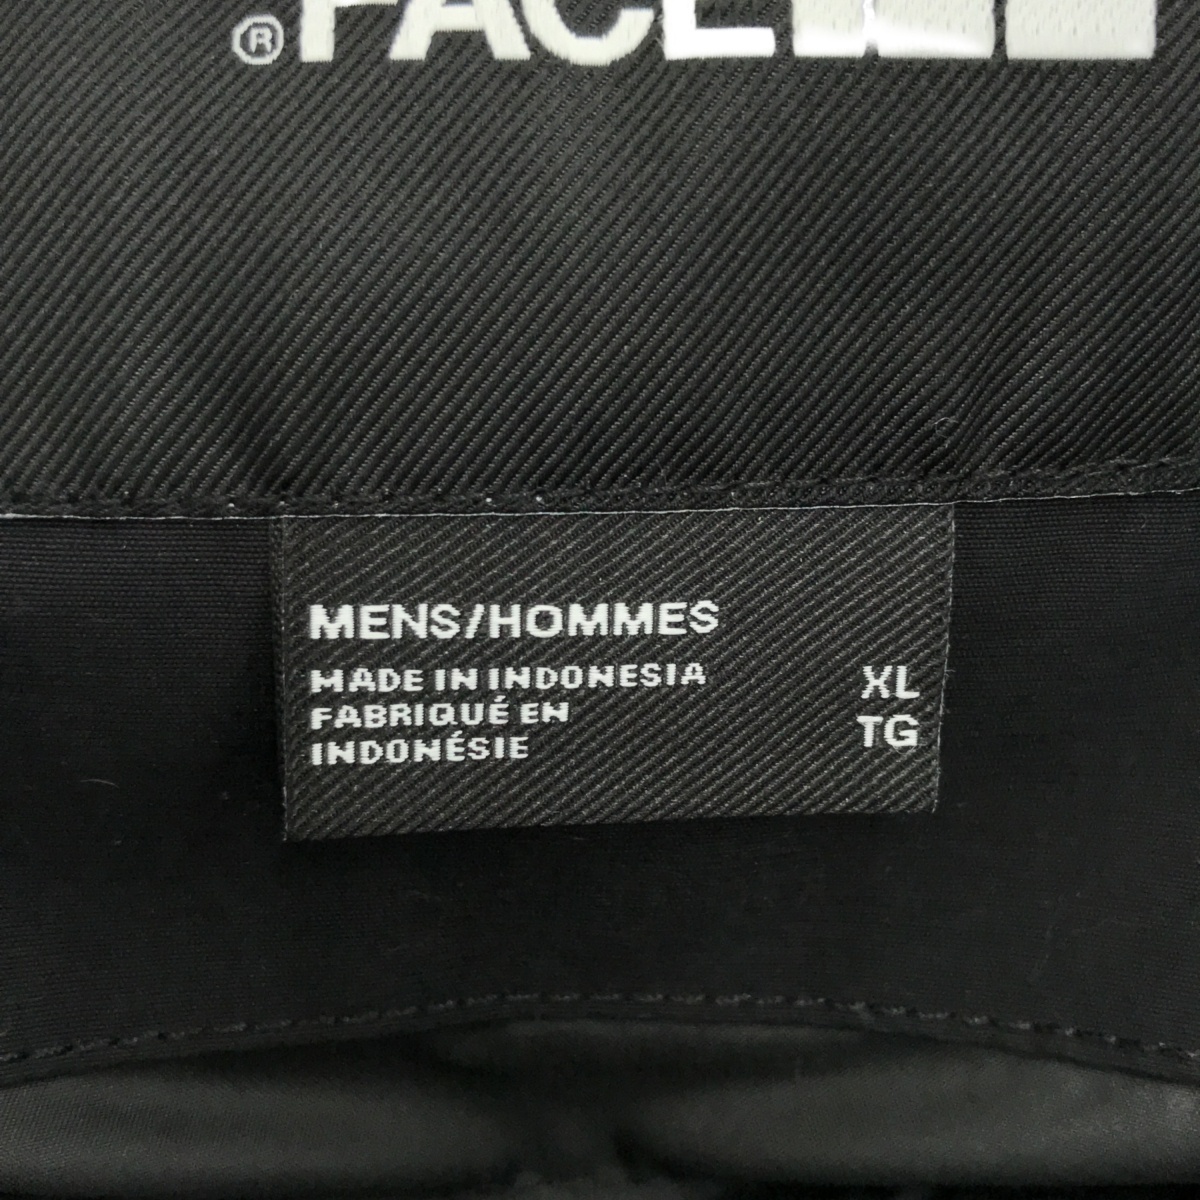 ® FACE
MENS/HOMMES
MADE IN INDONESIA
FABRIQUÉ EN
INDONÉSIE
XL
TG